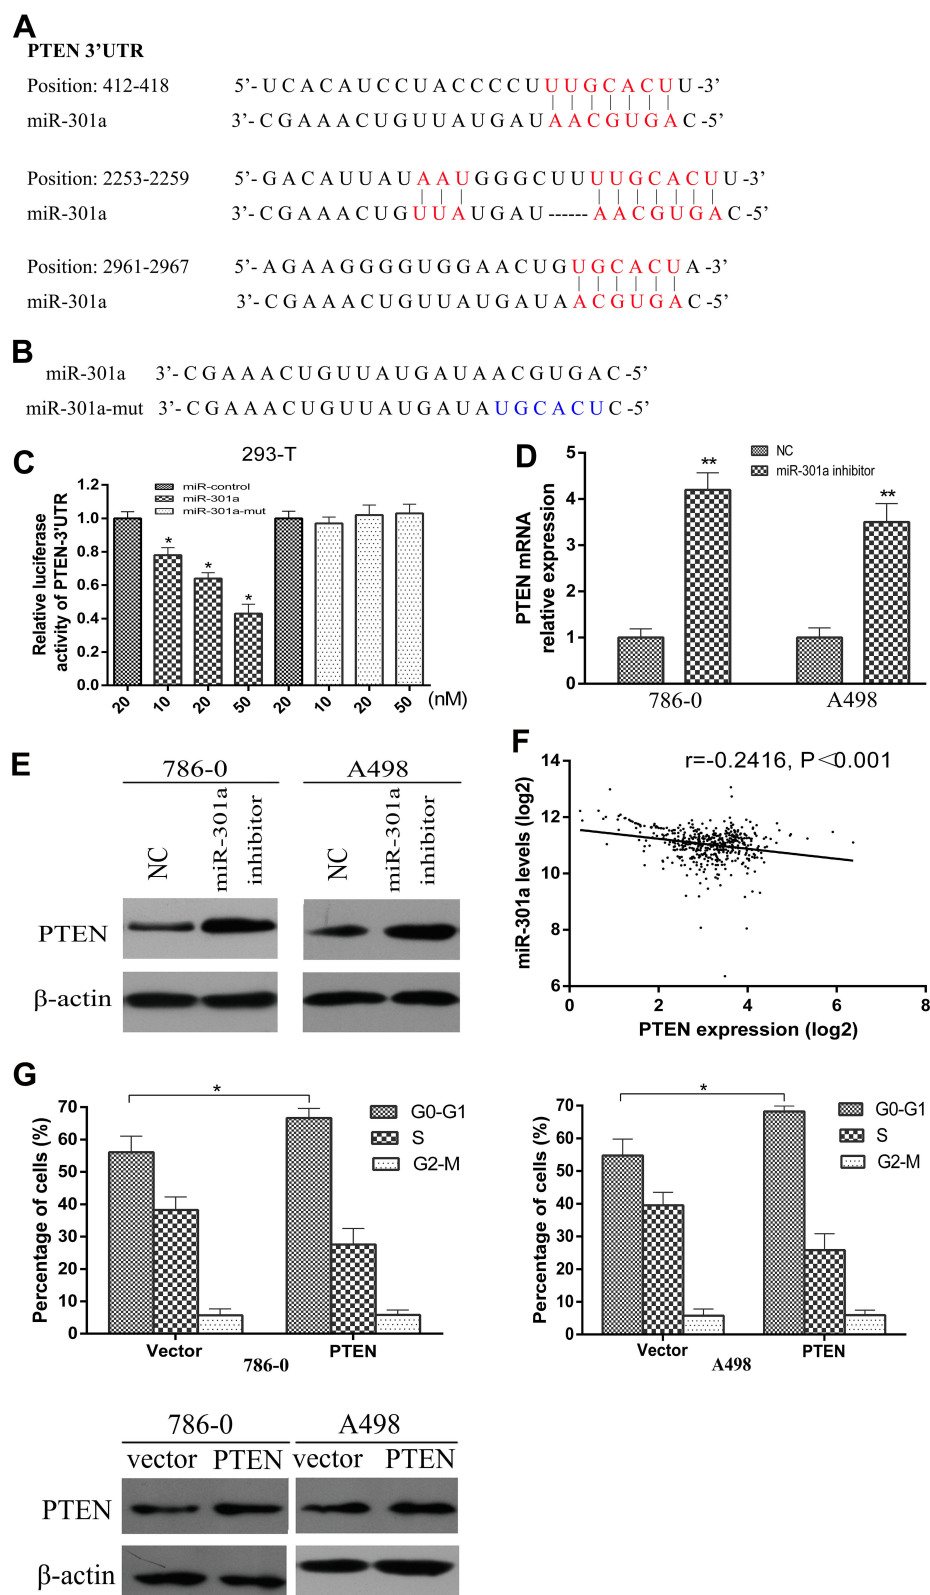 A
PTEN 3’UTR
Position: 412-418 5’- U C A C A U C C U A C C C C U U U G C A C U U -3’
miR-301a 3’- C G A A A C U G U U A U G A U A A C G U G A C -5’
Position: 2253-2259 5’- G A C A U U A U A A U G G G C U U U U G C A C U U -3’
miR-301a 3’- C G A A A C U G U U A U G A U ------ A A C G U G A C -5’
Position: 2961-2967 5’- A G A A G G G G U G G A A C U G U G C A C U A -3’
miR-301a 3’- C G A A A C U G U U A U G A U A A C G U G A C -5’
B
miR-301a 3’- C G A A A C U G U U A U G A U A A C G U G A C -5’
miR-301a-mut 3’- C G A A A C U G U U A U G A U A U G C A C U C -5’
C
293-T
miR-control
miR-301a
miR-301a-mut
Relative luciferase
activity of PTEN-3’UTR
1.2
1.0
0.8
0.6
0.4
0.2
0.0
* * *
20 10 20 50 20 10 20 50 (nM)
D
NC
miR-301a inhibitor
PTEN mRNA
relative expression
5
4
3
2
1
0
** **
786-0 A498
E
786-0 A498
NC miR-301a inhibitor NC miR-301a inhibitor
PTEN
β-actin
F
r=-0.2416, P<0.001
miR-301a levels (log2)
14
12
10
8
6
0 2 4 6 8
PTEN expression (log2)
G
*
Percentage of cells (%)
70
60
50
40
30
20
10
0
G0-G1
S
G2-M
Vector PTEN
786-0
*
Percentage of cells (%)
70
60
50
40
30
20
10
0
G0-G1
S
G2-M
Vector PTEN
A498
786-0 A498
vector PTEN vector PTEN
PTEN
β-actin